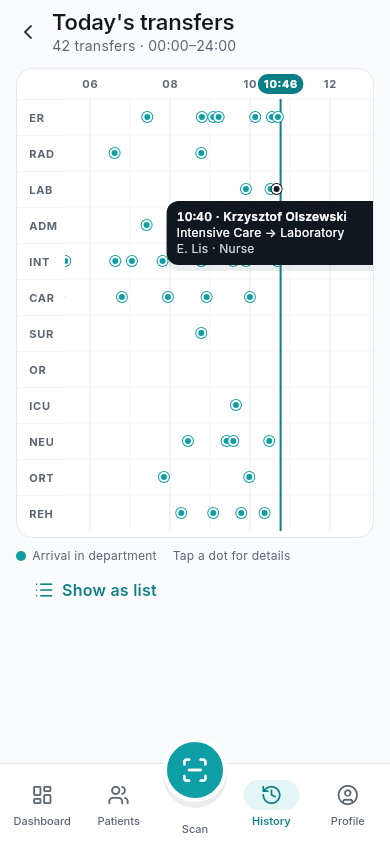 Today's transfers
42 transfers · 00:00–24:00
06 08 10 10:46 12
ER
RAD
LAB
10:40 · Krzysztof Olszewski
Intensive Care → Laboratory
E. Lis · Nurse
ADM
INT
CAR
SUR
OR
ICU
NEU
ORT
REH
Arrival in department Tap a dot for details
Show as list
Dashboard Patients Scan History Profile